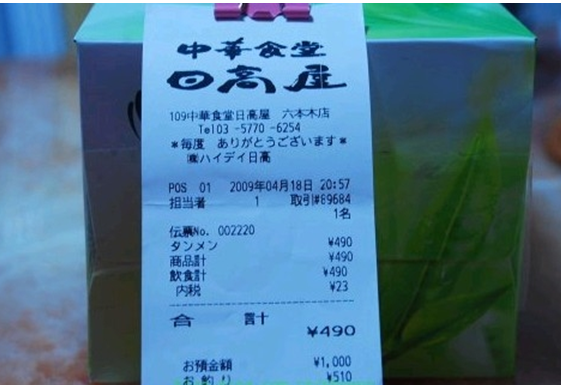 中華食堂
日高屋
109中華食堂日高屋 六本木店
Tel03 -5770 -6254
*毎度 ありがとうございます*
㈱ハイデイ日高
POS 01 2009年04月18日 20:57
担当者 1 取引#89684
1名
伝票No. 002220
タンメン ¥490
商品計 ¥490
飲食計 ¥490
内税 ¥23
合 計
¥490
お預金額 ¥1,000
お釣り ¥510